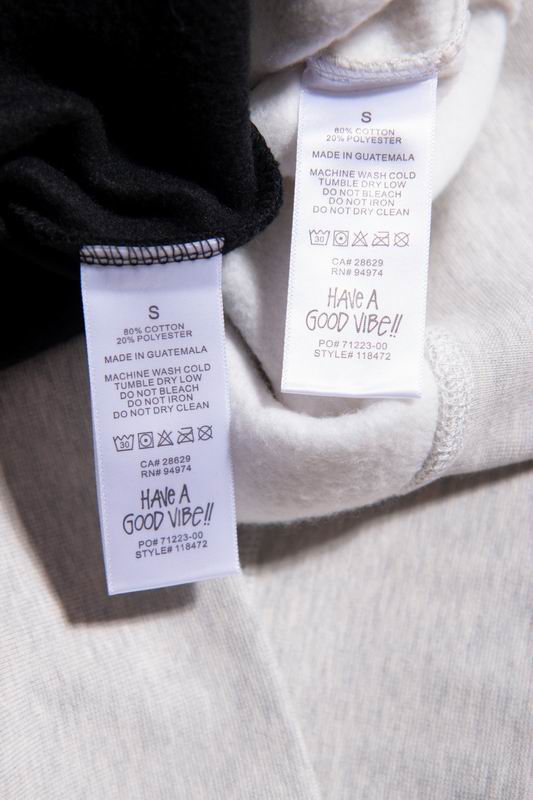 S
80% COTTON
20% POLYESTER
MADE IN GUATEMALA
MACHINE WASH COLD
TUMBLE DRY LOW
DO NOT BLEACH
DO NOT IRON
DO NOT DRY CLEAN
30
CA# 28629
RN# 94974
HAVE A
GOOD VIBE!!
PO# 71223-00
STYLE# 118472
S
80% COTTON
20% POLYESTER
MADE IN GUATEMALA
MACHINE WASH COLD
TUMBLE DRY LOW
DO NOT BLEACH
DO NOT IRON
DO NOT DRY CLEAN
30
CA# 28629
RN# 94974
HAVE A
GOOD VIBE!!
PO# 71223-00
STYLE# 118472